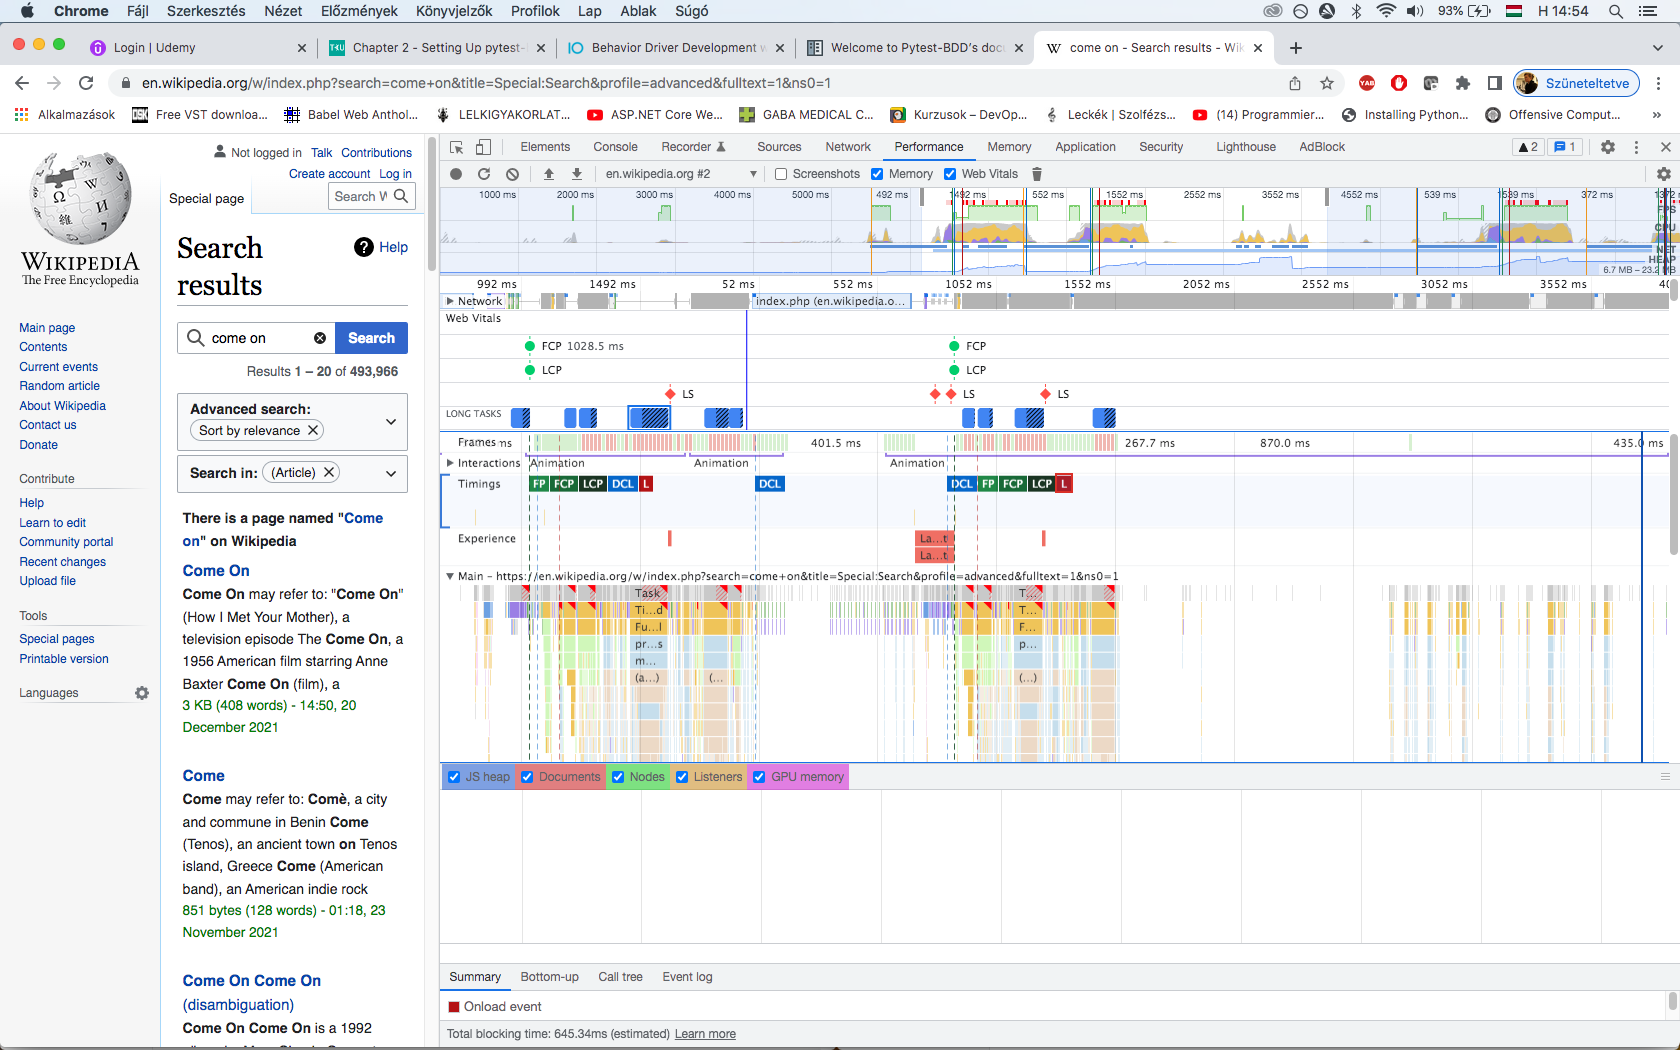 Chrome Fájl Szerkesztés Nézet Előzmények Könyvjelzők Profilok Lap Ablak Súgó 93% H 14:54
Login | Udemy
Chapter 2 - Setting Up pytest-
Behavior Driver Development w
Welcome to Pytest-BDD's docu
come on - Search results - Wik
en.wikipedia.org/w/index.php?search=come+on&title=Special:Search&profile=advanced&fulltext=1&ns0=1
Szüneteltetve
Alkalmazások Free VST downloa... Babel Web Anthol... LELKIGYAKORLAT... ASP.NET Core We... GABA MEDICAL C... Kurzusok – DevOp... Leckék | Szolfézs... (14) Programmier... Installing Python... Offensive Comput... »
WIKIPEDIA
The Free Encyclopedia
Main page
Contents
Current events
Random article
About Wikipedia
Contact us
Donate
Contribute
Help
Learn to edit
Community portal
Recent changes
Upload file
Tools
Special pages
Printable version
Languages
Not logged in Talk Contributions
Create account Log in
Special page
Search W
Search
results
Help
come on
Search
Results 1 – 20 of 493,966
Advanced search:
Sort by relevance
Search in: (Article)
There is a page named "Come
on" on Wikipedia
Come On
Come On may refer to: "Come On"
(How I Met Your Mother), a
television episode The Come On, a
1956 American film starring Anne
Baxter Come On (film), a
3 KB (408 words) - 14:50, 20
December 2021
Come
Come may refer to: Comè, a city
and commune in Benin Come
(Tenos), an ancient town on Tenos
island, Greece Come (American
band), an American indie rock
851 bytes (128 words) - 01:18, 23
November 2021
Come On Come On
(disambiguation)
Come On Come On is a 1992
Elements Console Recorder Sources Network Performance Memory Application Security Lighthouse AdBlock 2 1
en.wikipedia.org #2 Screenshots Memory Web Vitals
1000 ms 2000 ms 3000 ms 4000 ms 492 ms 1492 ms 552 ms 1552 ms 2552 ms 3552 ms 4552 ms 539 ms 1539 ms 372 ms 1372 ms
FPS
CPU
NET
HEAP
6.7 MB – 23.2 MB
992 ms 1492 ms 52 ms 552 ms 1052 ms 1552 ms 2052 ms 2552 ms 3052 ms 3552 ms 40
Network index.php (en.wikipedia.o...
Web Vitals
FCP 1028.5 ms FCP
LCP LCP
LS LS LS
LONG TASKS
Frames ms 401.5 ms 267.7 ms 870.0 ms 435.0 ms
Interactions Animation Animation Animation
Timings FP FCP LCP DCL L DCL DCL FP FCP LCP L
Experience La...t
La...t
Main – https://en.wikipedia.org/w/index.php?search=come+on&title=Special:Search&profile=advanced&fulltext=1&ns0=1
Task T...
Ti...d T...
Fu...l F...
pr...s p...
m...
(a...) (... (...)
JS heap Documents Nodes Listeners GPU memory
Summary Bottom-up Call tree Event log
Onload event
Total blocking time: 645.34ms (estimated) Learn more